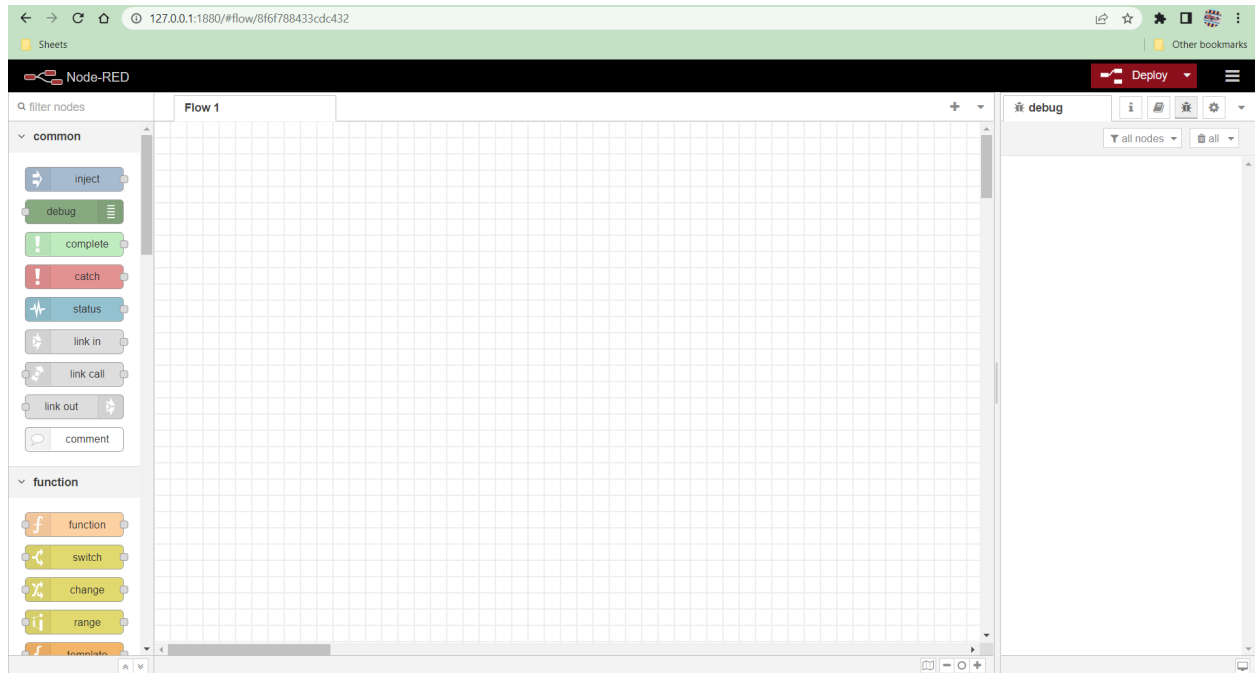 127.0.0.1:1880/#flow/8f6f788433cdc432
Sheets
Other bookmarks
Node-RED
Deploy
filter nodes
Flow 1
debug
i
all nodes
all
common
inject
debug
complete
catch
status
link in
link call
link out
comment
function
function
switch
change
range
template